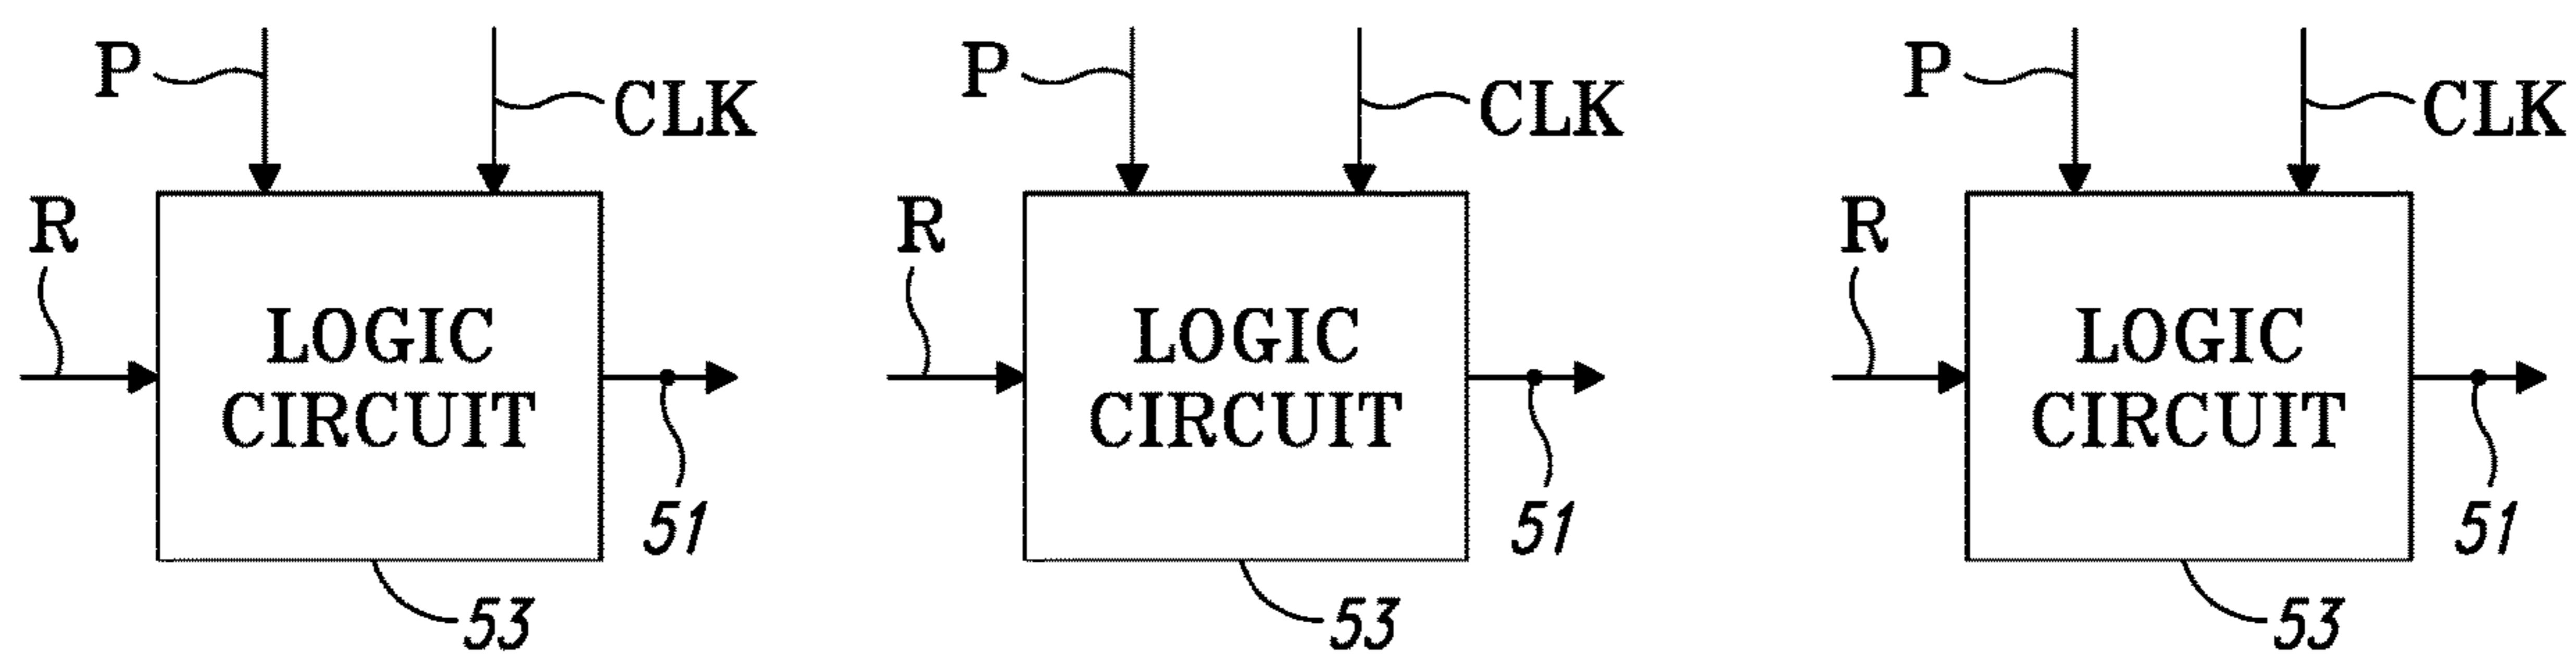 P CLK P CLK P CLK
R R R
LOGIC LOGIC LOGIC
CIRCUIT CIRCUIT CIRCUIT
51 51 51
53 53 53